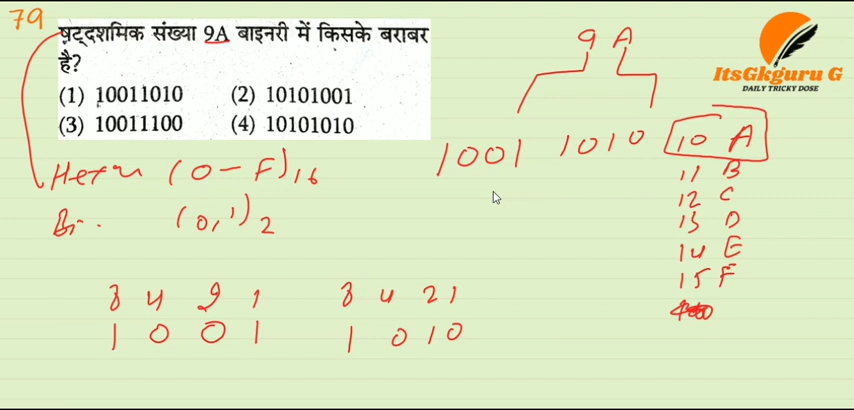 79
षट्दशमिक संख्या 9A बाइनरी में किसके बराबर
है?
(1) 10011010 (2) 10101001
(3) 10011100 (4) 10101010
9 A
ItsGkguru G
DAILY TRICKY DOSE
1001 1010
10 A
11 B
12 C
13 D
14 E
15 F
(0-F)16
Bi. (0,1)2
8 4 2 1 8 4 2 1
1 0 0 1 1 0 1 0